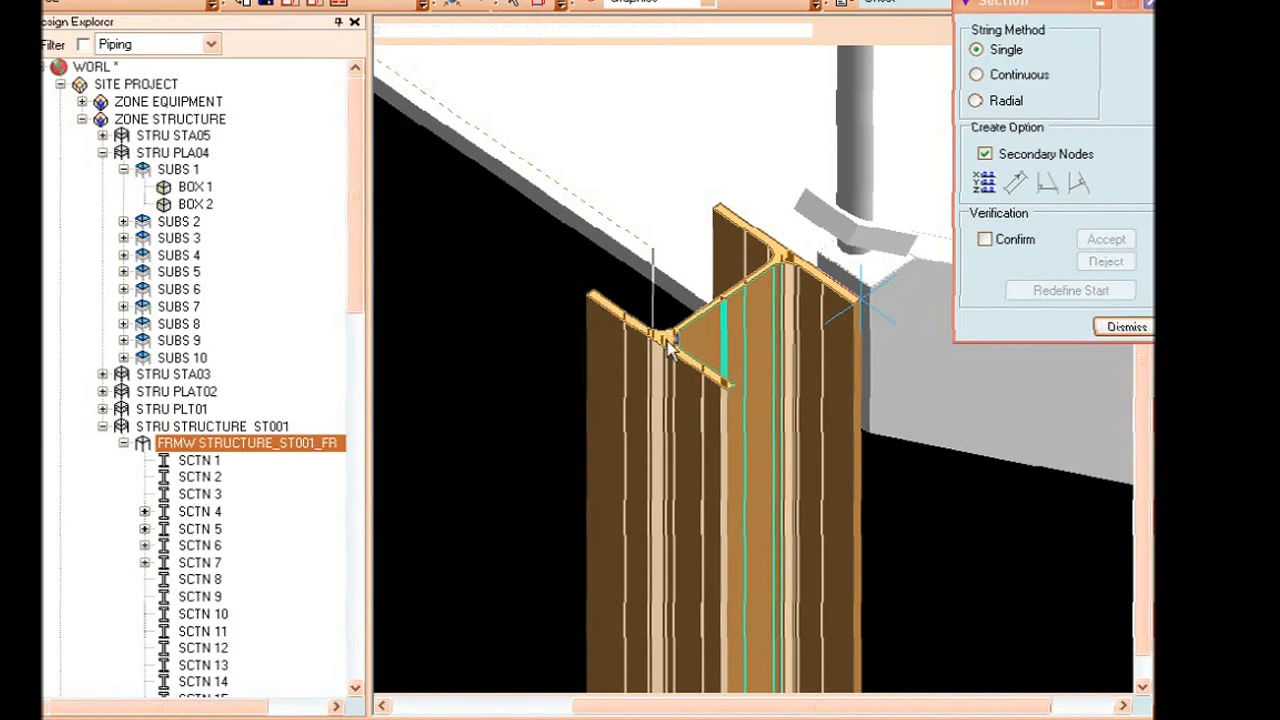 esign Explorer
Filter
Piping
WORL *
SITE PROJECT
ZONE EQUIPMENT
ZONE STRUCTURE
STRU STA05
STRU PLA04
SUBS 1
BOX 1
BOX 2
SUBS 2
SUBS 3
SUBS 4
SUBS 5
SUBS 6
SUBS 7
SUBS 8
SUBS 9
SUBS 10
STRU STA03
STRU PLAT02
STRU PLT01
STRU STRUCTURE_ST001
FRMW STRUCTURE_ST001_FR
SCTN 1
SCTN 2
SCTN 3
SCTN 4
SCTN 5
SCTN 6
SCTN 7
SCTN 8
SCTN 9
SCTN 10
SCTN 11
SCTN 12
SCTN 13
SCTN 14
Section
String Method
Single
Continuous
Radial
Create Option
Secondary Nodes
Verification
Confirm
Accept
Reject
Redefine Start
Dismiss